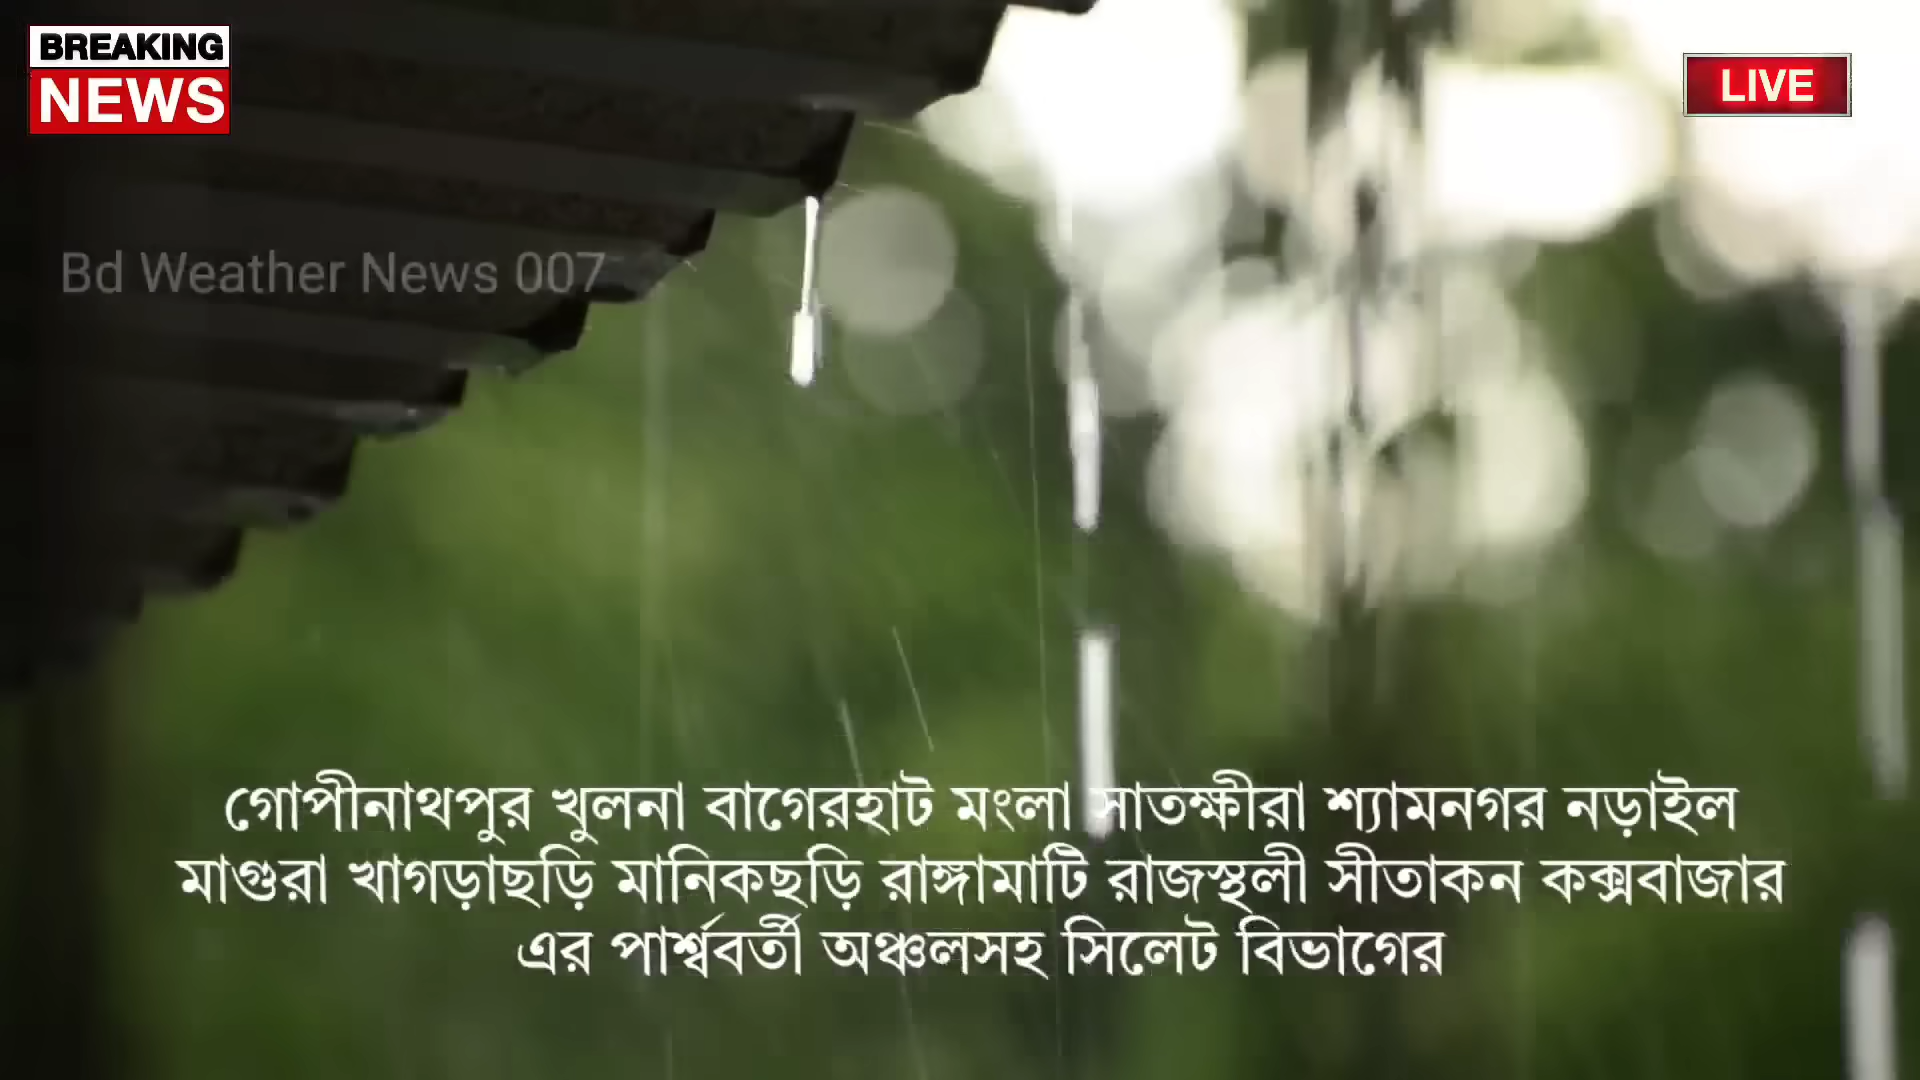 BREAKING
NEWS
LIVE
Bd Weather News 007
গোপীনাথপুর খুলনা বাগেরহাট মংলা সাতক্ষীরা শ্যামনগর নড়াইল
মাগুরা খাগড়াছড়ি মানিকছড়ি রাঙ্গামাটি রাজস্থলী সীতাকন কক্সবাজার
এর পার্শ্ববর্তী অঞ্চলসহ সিলেট বিভাগের